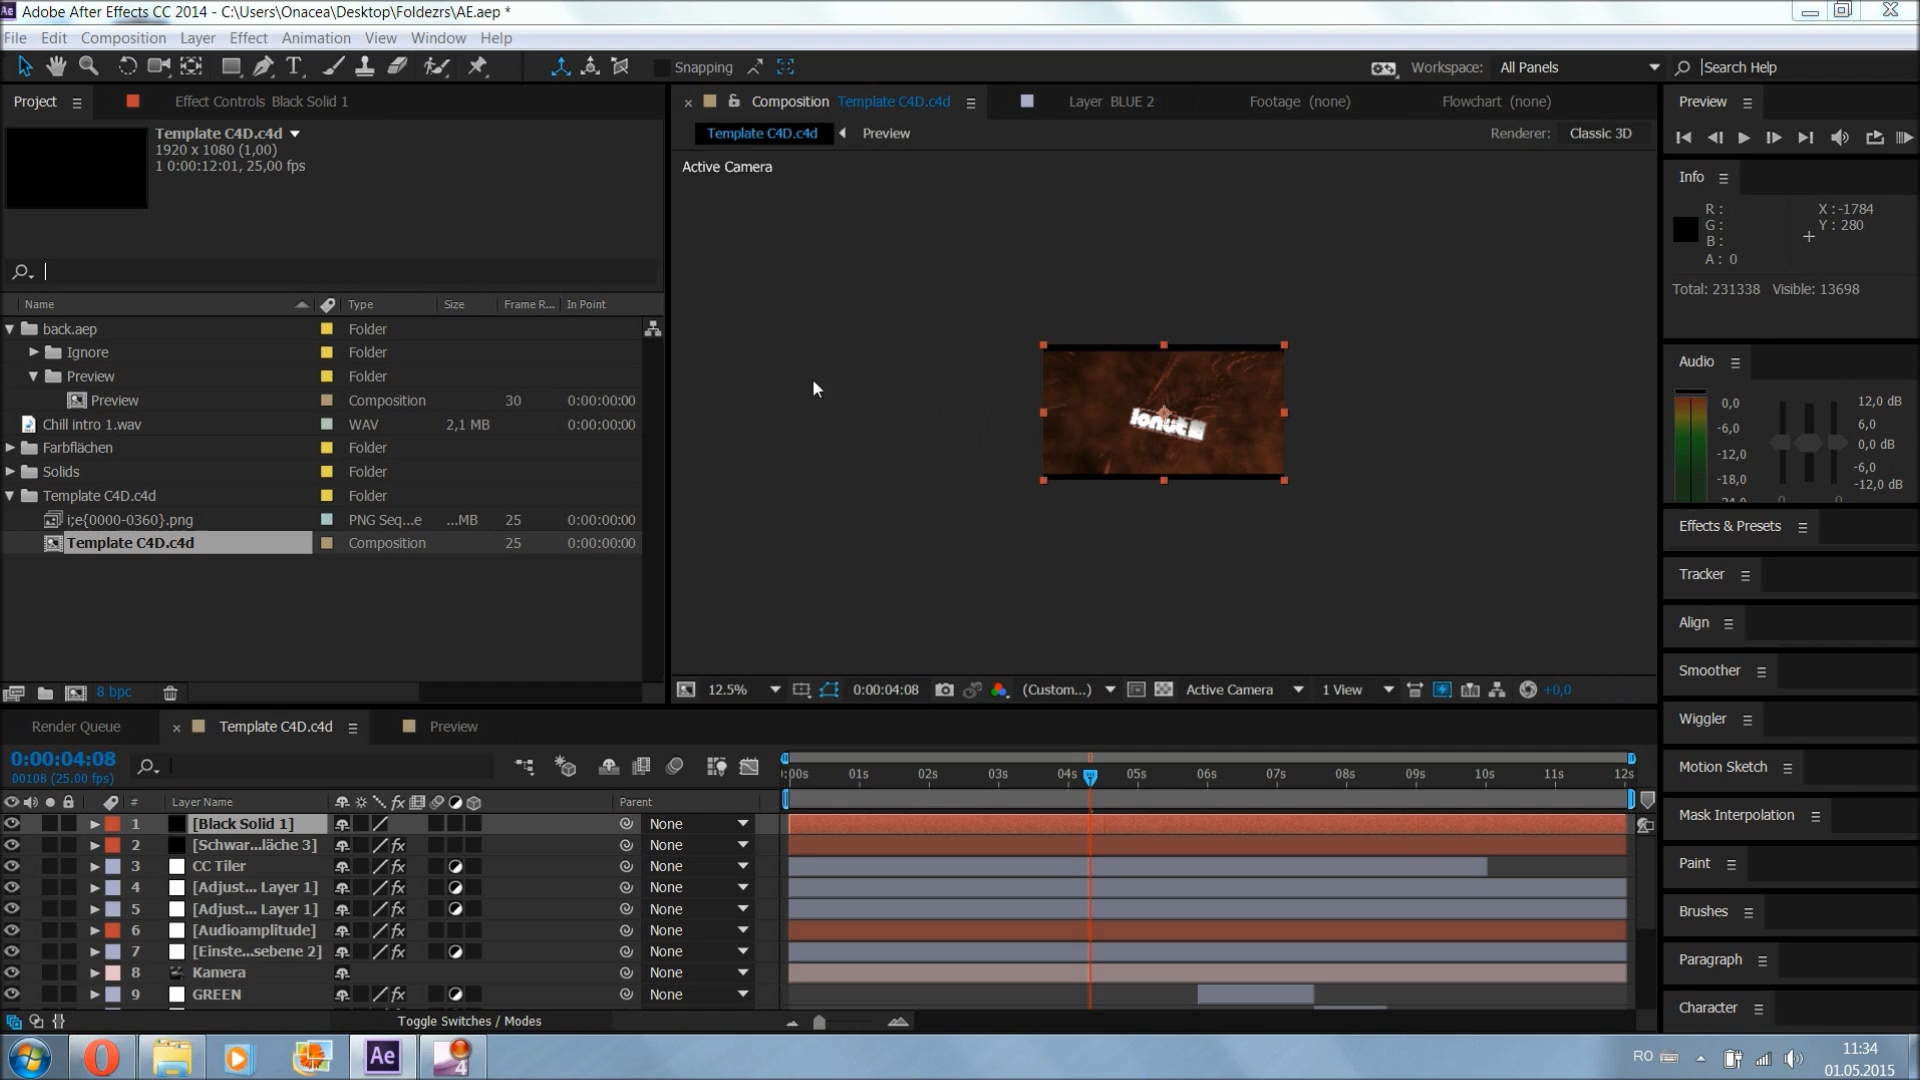 Adobe After Effects CC 2014 - C:\Users\Onacea\Desktop\Foldezrs\AE.aep *
File Edit Composition Layer Effect Animation View Window Help
Snapping Workspace: All Panels Search Help
Project Effect Controls Black Solid 1
Template C4D.c4d
1920 x 1080 (1,00)
1 0:00:12:01, 25,00 fps
Name Type Size Frame R... In Point
back.aep Folder
Ignore Folder
Preview Folder
Preview Composition 30 0:00:00:00
Chill intro 1.wav WAV 2,1 MB 0:00:00:00
Farbflächen Folder
Solids Folder
Template C4D.c4d Folder
i;e{0000-0360}.png PNG Seq...e ...MB 25 0:00:00:00
Template C4D.c4d Composition 25 0:00:00:00
8 bpc
Composition Template C4D.c4d Layer BLUE 2 Footage (none) Flowchart (none)
Template C4D.c4d Preview Renderer: Classic 3D
Active Camera
Ionut
12.5% 0:00:04:08 (Custom...) Active Camera 1 View +0,0
Preview
Info
R : X : -1784
G : Y : 280
B :
A : 0
Total: 231338 Visible: 13698
Audio
0,0 12,0 dB
-6,0 6,0
-12,0 0,0 dB
-18,0 -6,0
-24,0 -12,0 dB
Effects & Presets
Tracker
Align
Smoother
Wiggler
Motion Sketch
Mask Interpolation
Paint
Brushes
Paragraph
Character
Render Queue Template C4D.c4d Preview
0:00:04:08
00108 (25.00 fps)
:00s 01s 02s 03s 04s 05s 06s 07s 08s 09s 10s 11s 12s
# Layer Name fx Parent
1 [Black Solid 1] None
2 [Schwar...läche 3] fx None
3 CC Tiler fx None
4 [Adjust... Layer 1] fx None
5 [Adjust... Layer 1] fx None
6 [Audioamplitude] fx None
7 [Einste...sebene 2] fx None
8 Kamera None
9 GREEN fx None
Toggle Switches / Modes
Ae 4 RO 11:34
01.05.2015